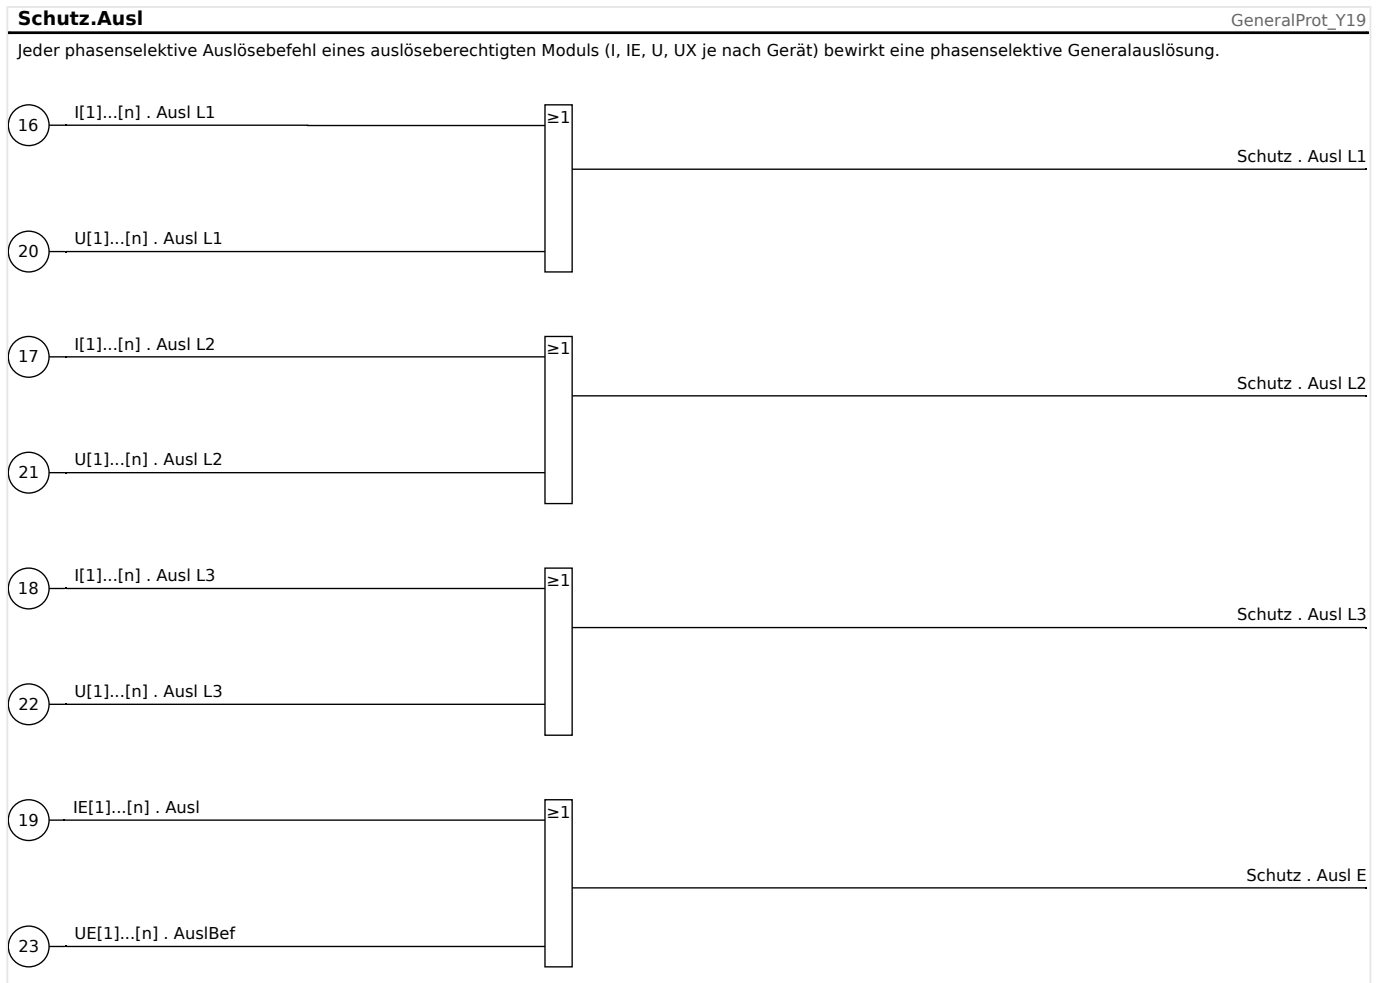 Schutz.Ausl
GeneralProt_Y19
Jeder phasenselektive Auslösebefehl eines auslöseberechtigten Moduls (I, IE, U, UX je nach Gerät) bewirkt eine phasenselektive Generalauslösung.
16
I[1]...[n] . Ausl L1
≥1
Schutz . Ausl L1
20
U[1]...[n] . Ausl L1
17
I[1]...[n] . Ausl L2
≥1
Schutz . Ausl L2
21
U[1]...[n] . Ausl L2
18
I[1]...[n] . Ausl L3
≥1
Schutz . Ausl L3
22
U[1]...[n] . Ausl L3
19
IE[1]...[n] . Ausl
≥1
Schutz . Ausl E
23
UE[1]...[n] . AuslBef